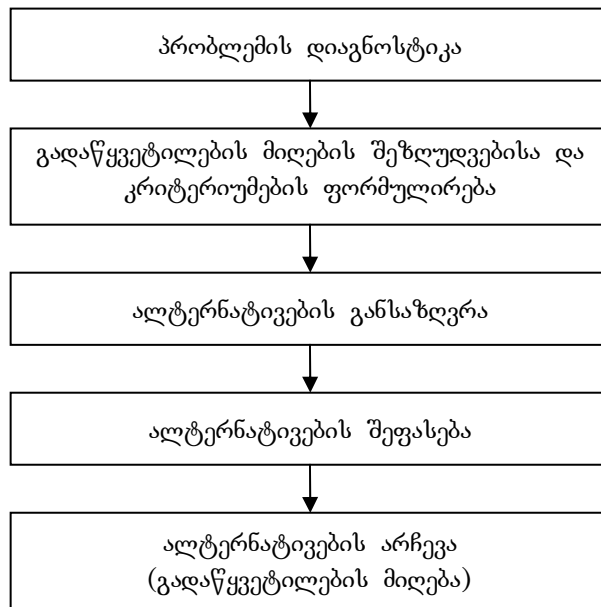 პრობლემის დიაგნოსტიკა
გადაწყვეტილების მიღების შეზღუდვებისა და
კრიტერიუმების ფორმულირება
ალტერნატივების განსაზღვრა
ალტერნატივების შეფასება
ალტერნატივების არჩევა
(გადაწყვეტილების მიღება)